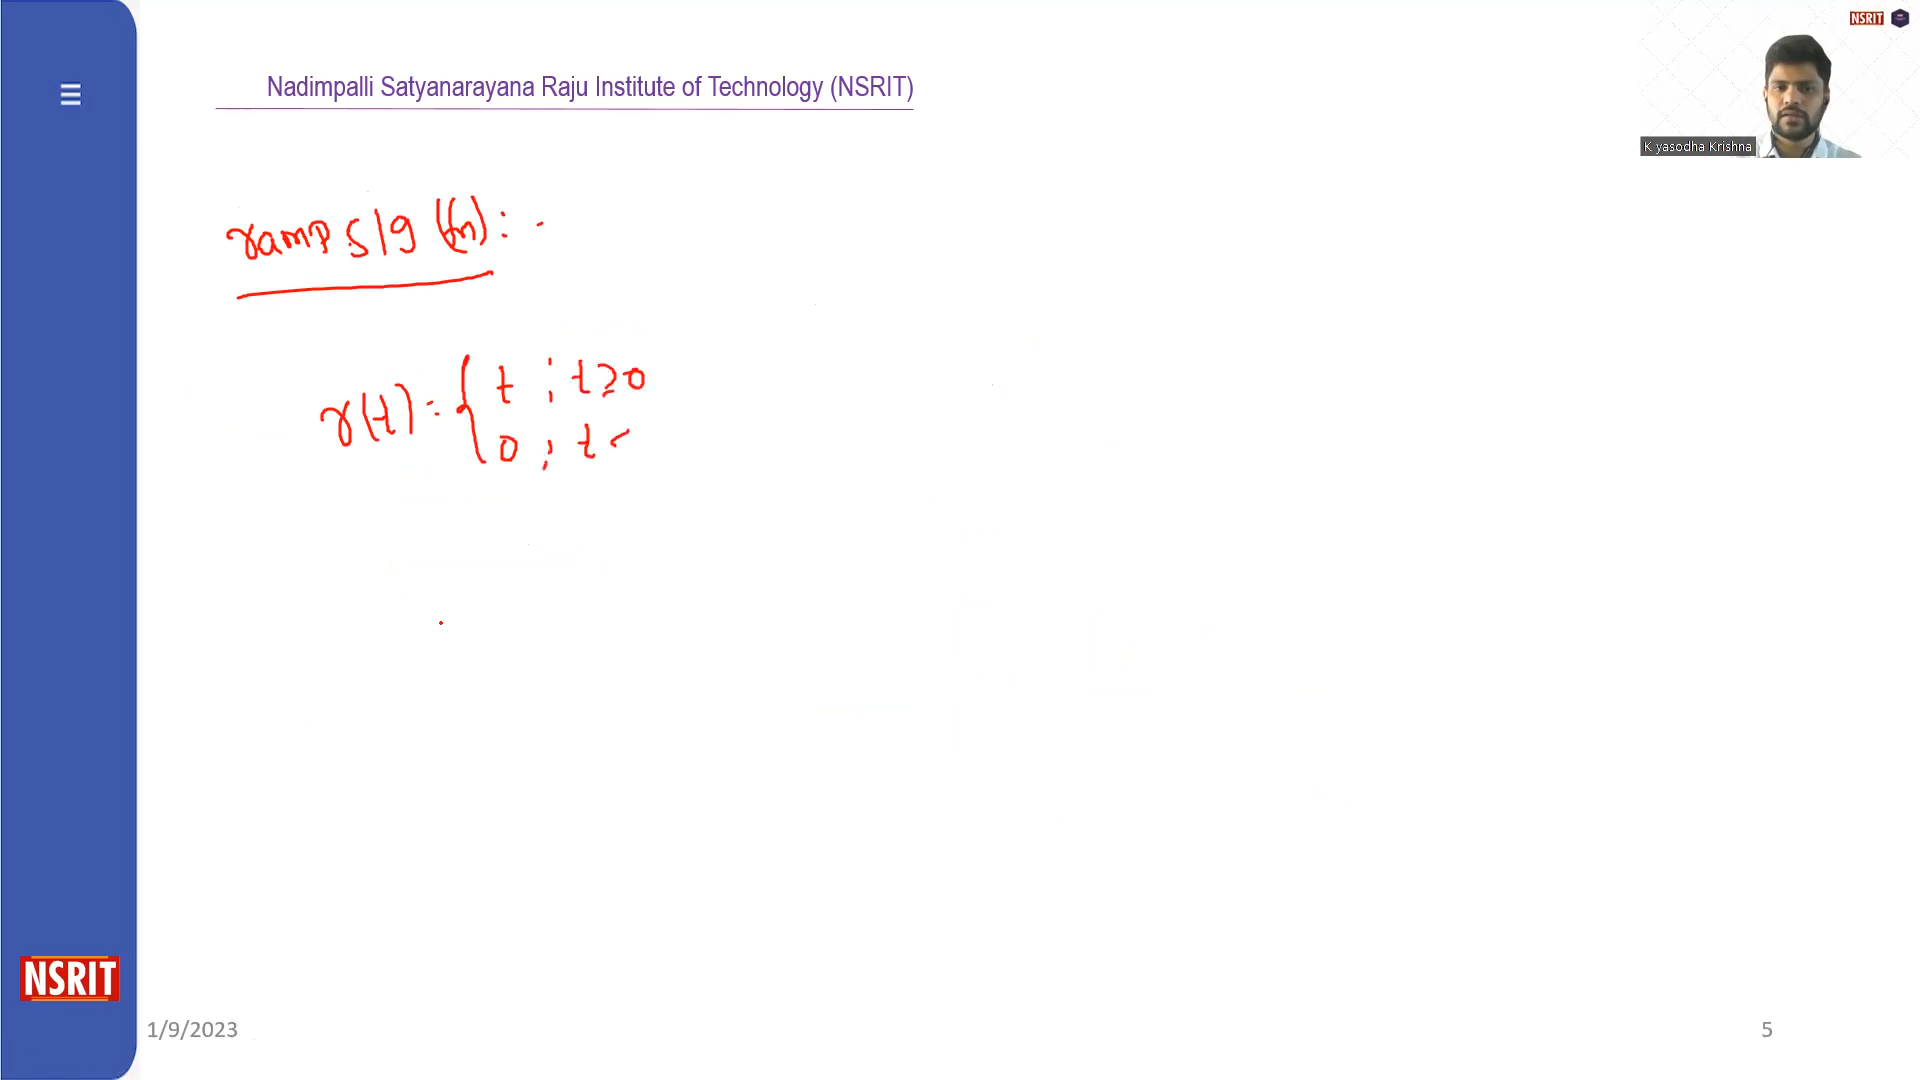 NSRIT
Nadimpalli Satyanarayana Raju Institute of Technology (NSRIT)
K yasodha Krishna
ramp sig (fn): -
r(t) = { t ; t ≥ 0
0 ; t <
NSRIT
1/9/2023
5